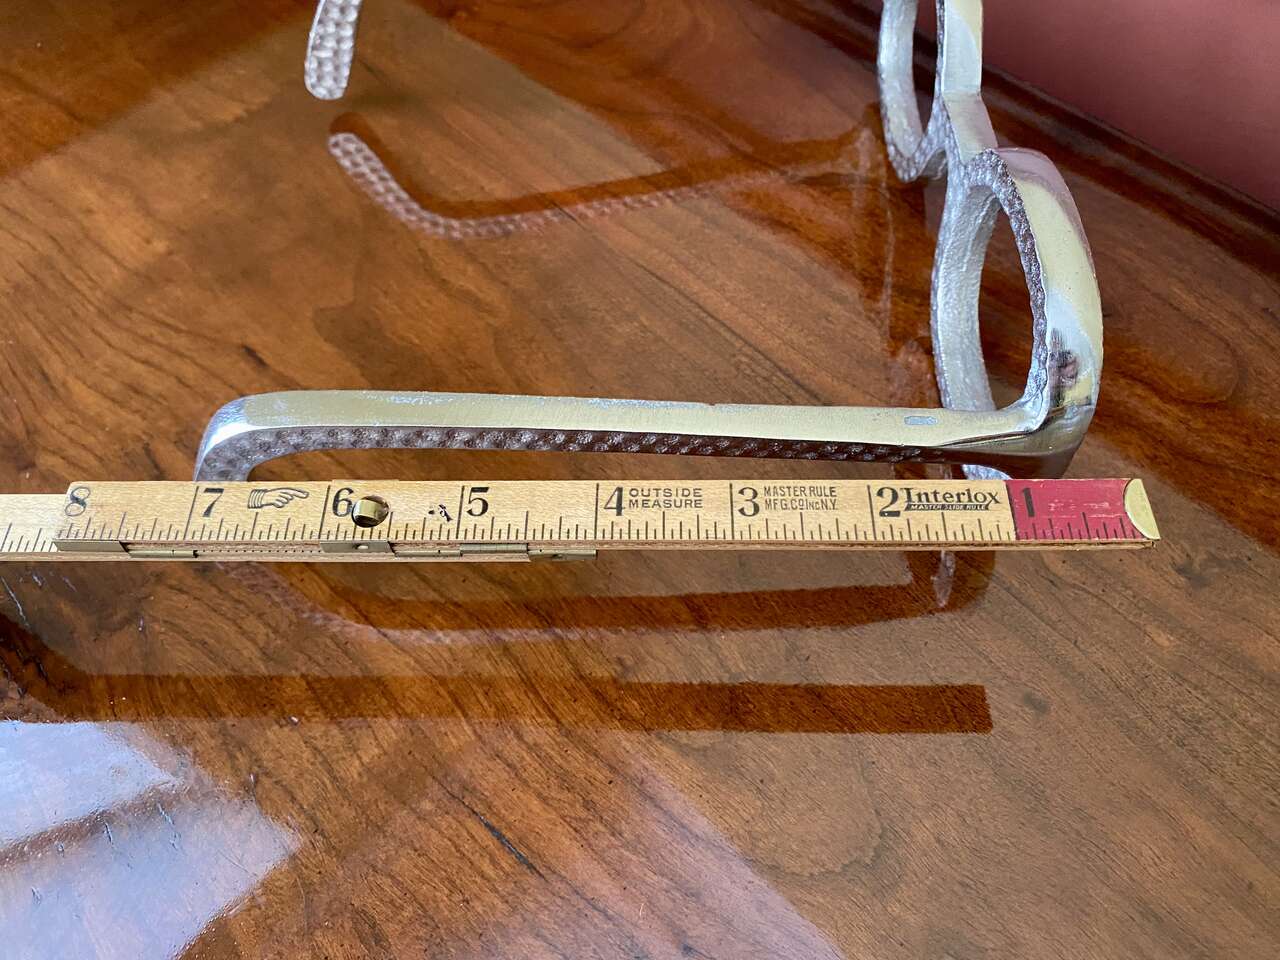 8 7 6 5 4 OUTSIDE MEASURE 3 MASTER RULE MFG. CO. INC. N.Y. 2 Interlox MASTER SLIDE RULE 1